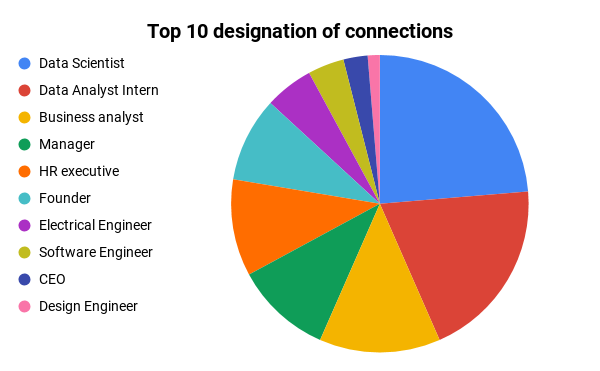 Top 10 designation of connections
Data Scientist
Data Analyst Intern
Business analyst
Manager
HR executive
Founder
Electrical Engineer
Software Engineer
CEO
Design Engineer